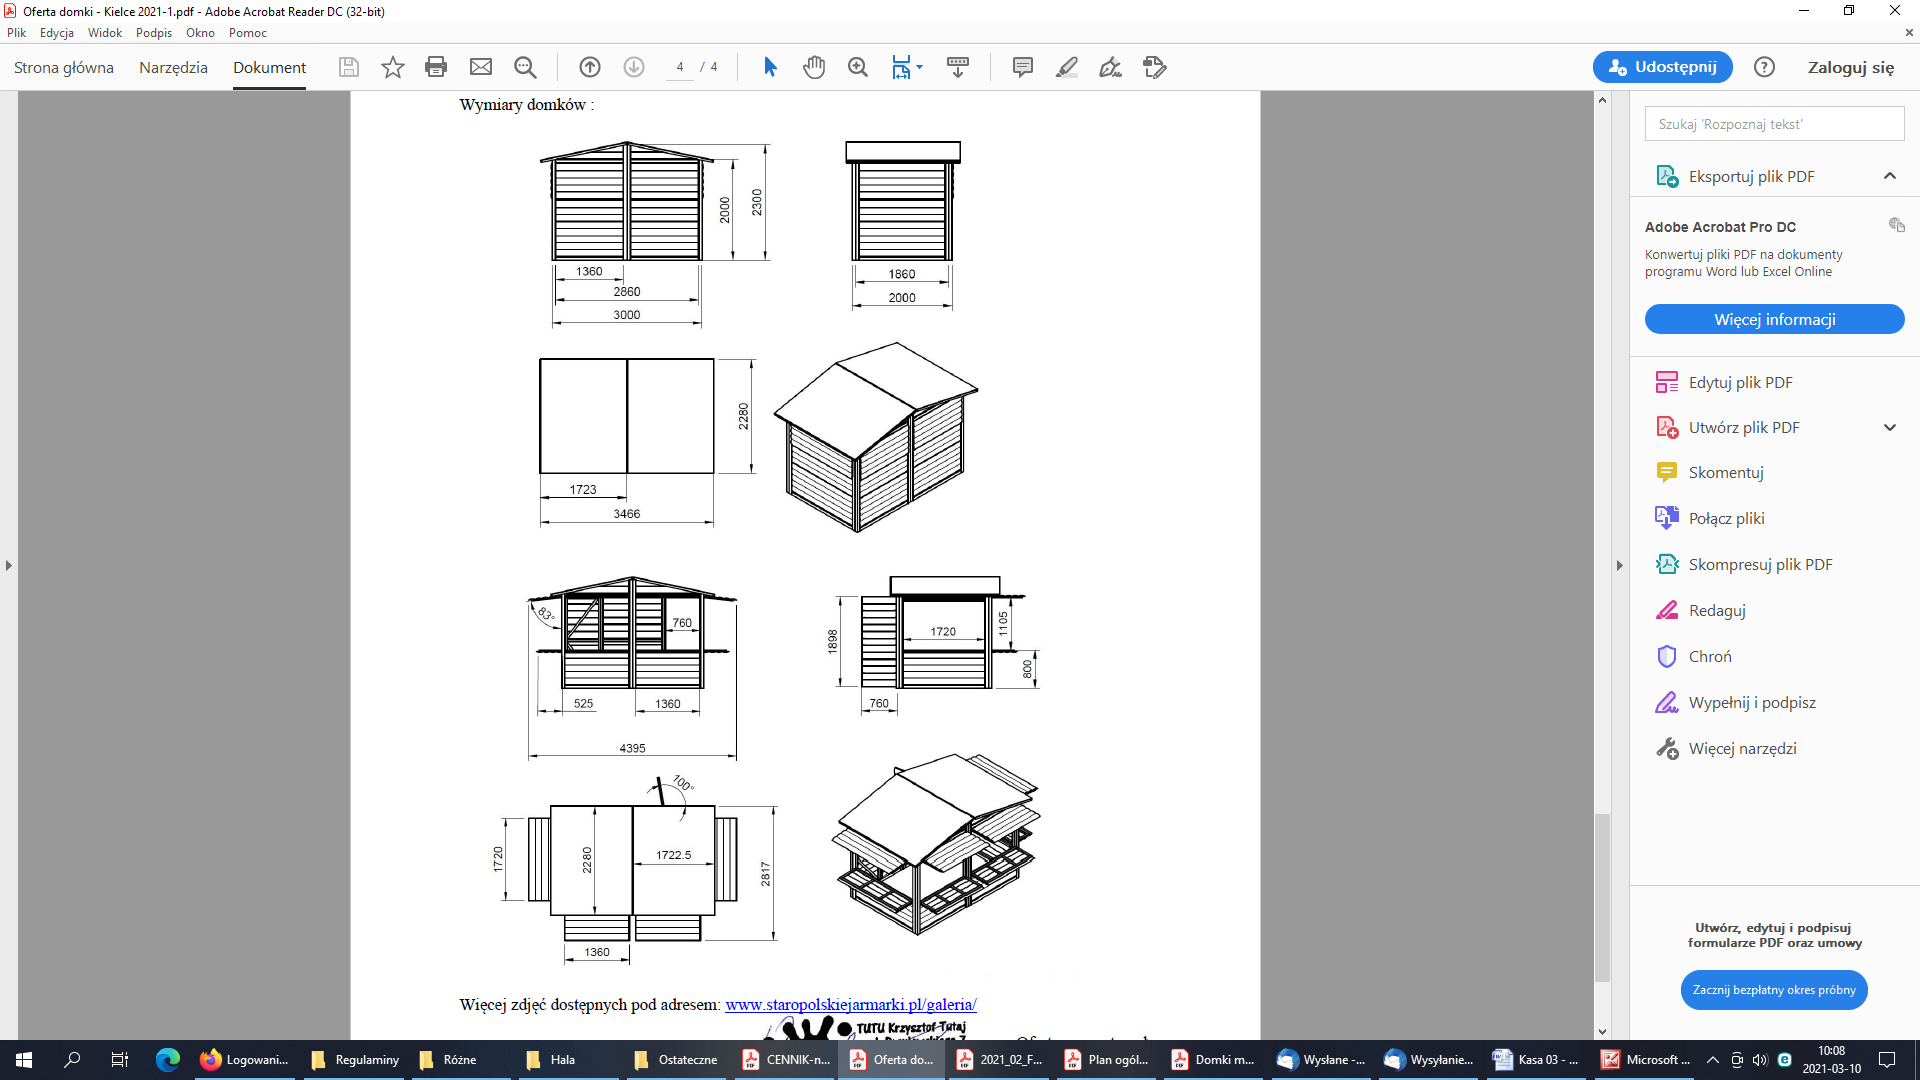 Oferta domki - Kielce 2021-1.pdf - Adobe Acrobat Reader DC (32-bit)
Plik Edycja Widok Podpis Okno Pomoc
Strona główna Narzędzia Dokument 4 / 4 Udostępnij Zaloguj się
Wymiary domków :
2000
2300
1360
2860
3000
1860
2000
2280
1723
3466
83°
760
525
1360
4395
1898
1720
1105
800
760
100°
1720
2280
1722.5
2817
1360
Więcej zdjęć dostępnych pod adresem: www.staropolskiejarmarki.pl/galeria/
TUTU Krzysztof Tutaj
Szukaj 'Rozpoznaj tekst'
Eksportuj plik PDF
Adobe Acrobat Pro DC
Konwertuj pliki PDF na dokumenty
programu Word lub Excel Online
Więcej informacji
Edytuj plik PDF
Utwórz plik PDF
Skomentuj
Połącz pliki
Skompresuj plik PDF
Redaguj
Chroń
Wypełnij i podpisz
Więcej narzędzi
Utwórz, edytuj i podpisuj
formularze PDF oraz umowy
Zacznij bezpłatny okres próbny
Logowani... Regulaminy Różne Hala Ostateczne CENNIK-n... Oferta do... 2021_02_F... Plan ogól... Domki m... Wysłane -... Wysyłanie... Kasa 03 - ... Microsoft ... 10:08
2021-03-10